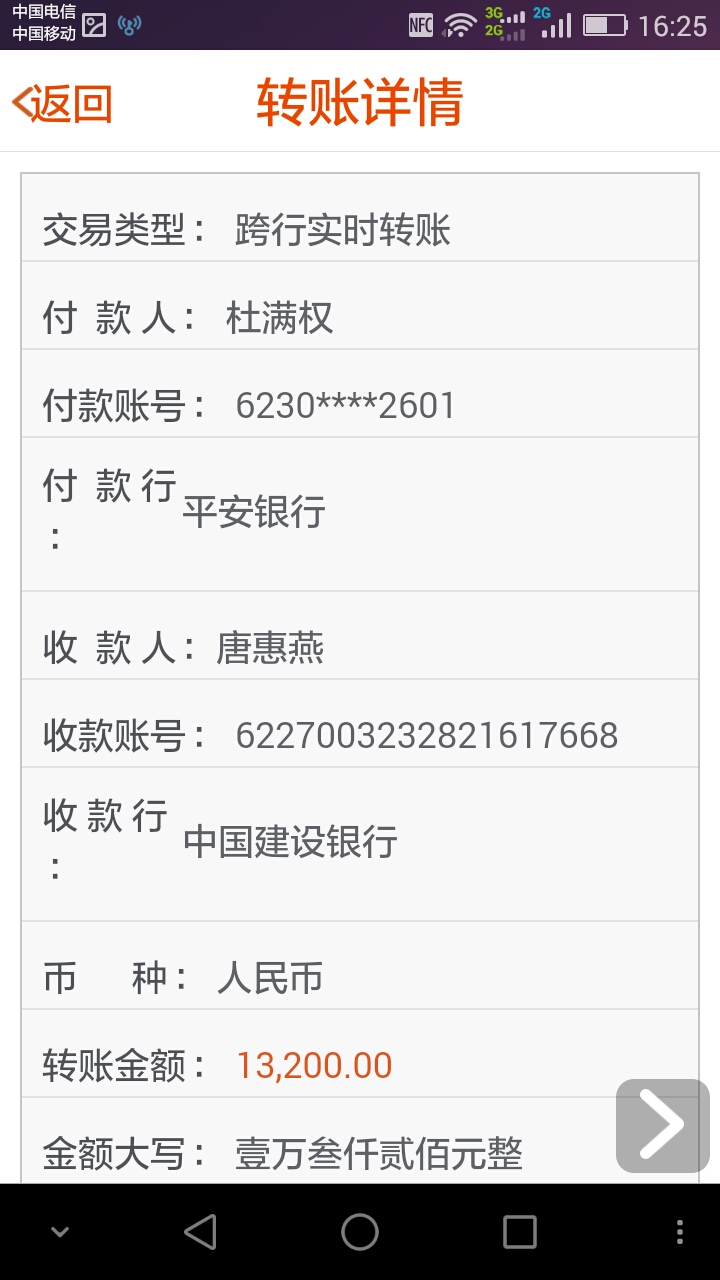 中国电信
中国移动
NFC 3G 2G 2G 16:25
返回 转账详情
交易类型： 跨行实时转账
付 款 人： 杜满权
付款账号： 6230****2601
付 款 行
： 平安银行
收 款 人： 唐惠燕
收款账号： 6227003232821617668
收 款 行
： 中国建设银行
币 种： 人民币
转账金额： 13,200.00
金额大写： 壹万叁仟贰佰元整